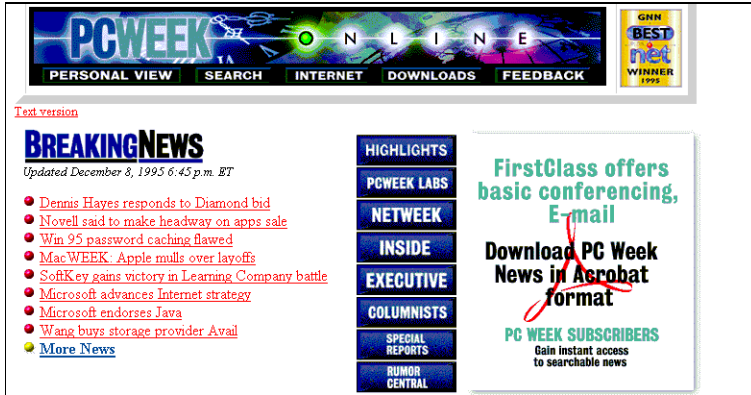 PCWEEK ONLINE
PERSONAL VIEW SEARCH INTERNET DOWNLOADS FEEDBACK
GNN
BEST
net
WINNER
1995
Text version
BREAKINGNEWS
Updated December 8, 1995 6:45 p.m. ET
Dennis Hayes responds to Diamond bid
Novell said to make headway on apps sale
Win 95 password caching flawed
MacWEEK: Apple mulls over layoffs
SoftKey gains victory in Learning Company battle
Microsoft advances Internet strategy
Microsoft endorses Java
Wang buys storage provider Avail
More News
HIGHLIGHTS
PCWEEK LABS
NETWEEK
INSIDE
EXECUTIVE
COLUMNISTS
SPECIAL
REPORTS
RUMOR
CENTRAL
FirstClass offers
basic conferencing,
E-mail
Download PC Week
News in Acrobat
format
PC WEEK SUBSCRIBERS
Gain instant access
to searchable news